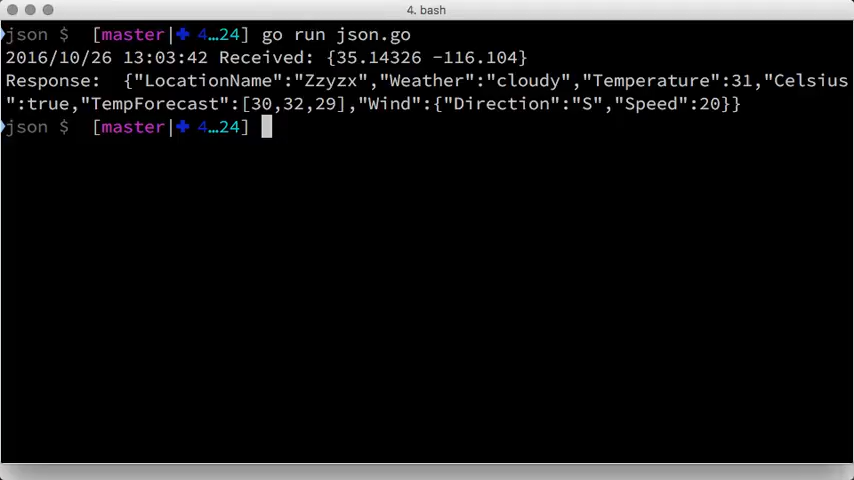 4. bash
json $ [master|✚ 4…24] go run json.go
2016/10/26 13:03:42 Received: {35.14326 -116.104}
Response:  {"LocationName":"Zzyzx","Weather":"cloudy","Temperature":31,"Celsius
":true,"TempForecast":[30,32,29],"Wind":{"Direction":"S","Speed":20}}
json $ [master|✚ 4…24]